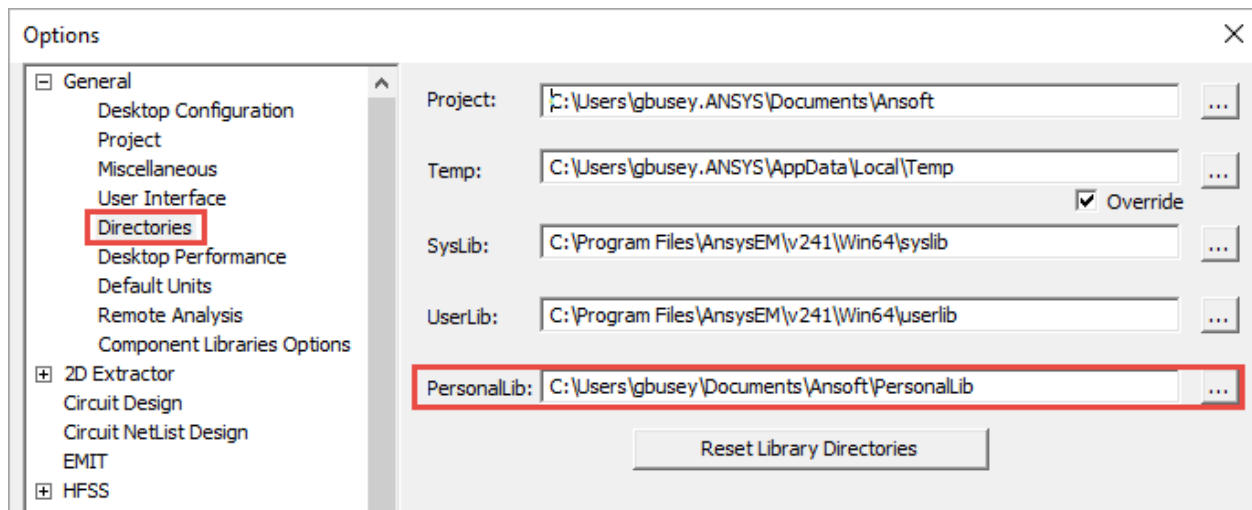 Options
General
Desktop Configuration
Project
Miscellaneous
User Interface
Directories
Desktop Performance
Default Units
Remote Analysis
Component Libraries Options
2D Extractor
Circuit Design
Circuit NetList Design
EMIT
HFSS
Project: C:\Users\gbusey.ANSYS\Documents\Ansoft ...
Temp: C:\Users\gbusey.ANSYS\AppData\Local\Temp ...
Override
SysLib: C:\Program Files\AnsysEM\v241\Win64\syslib ...
UserLib: C:\Program Files\AnsysEM\v241\Win64\userlib ...
PersonalLib: C:\Users\gbusey\Documents\Ansoft\PersonalLib ...
Reset Library Directories